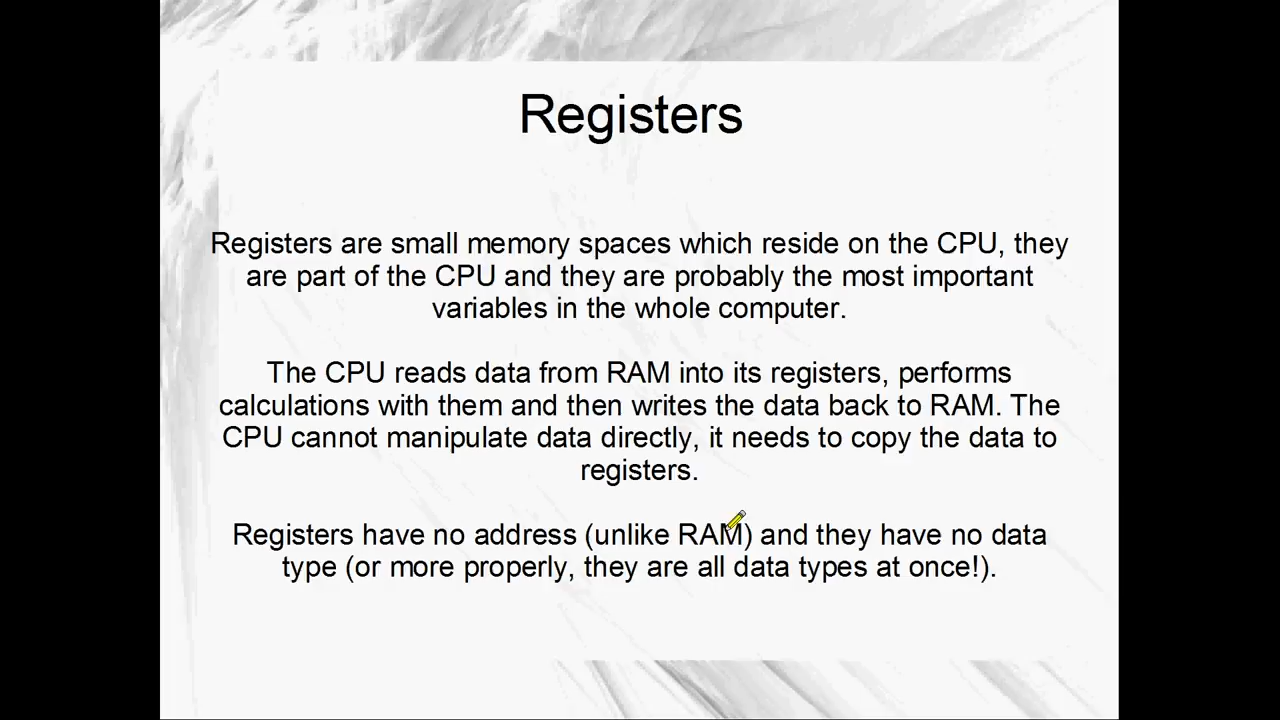 Registers
Registers are small memory spaces which reside on the CPU, they
are part of the CPU and they are probably the most important
variables in the whole computer.
The CPU reads data from RAM into its registers, performs
calculations with them and then writes the data back to RAM. The
CPU cannot manipulate data directly, it needs to copy the data to
registers.
Registers have no address (unlike RAM) and they have no data
type (or more properly, they are all data types at once!).